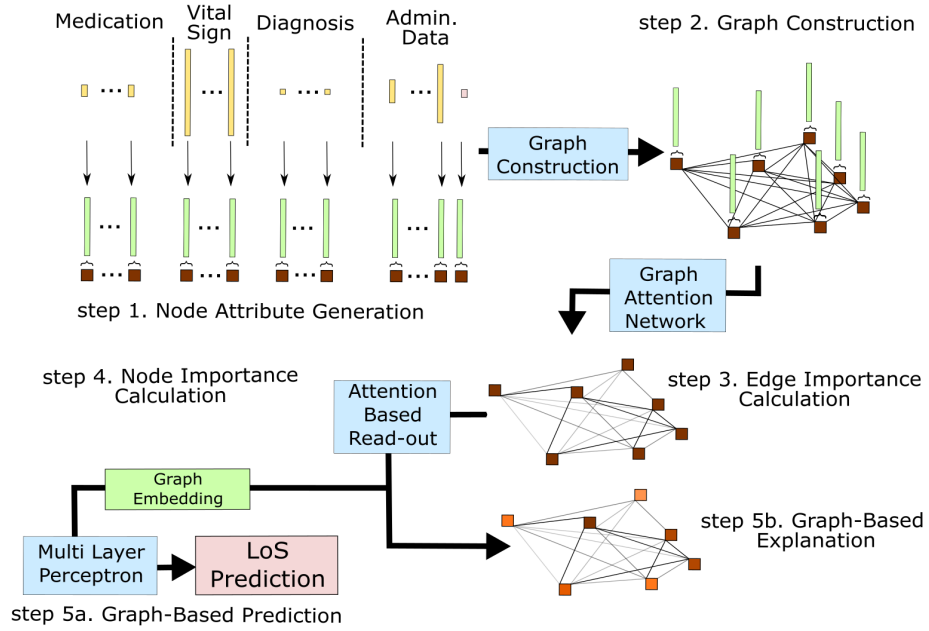 Medication
Vital
Sign
Diagnosis
Admin.
Data
step 2. Graph Construction
Graph
Construction
step 1. Node Attribute Generation
Graph
Attention
Network
step 4. Node Importance
Calculation
Attention
Based
Read-out
step 3. Edge Importance
Calculation
Graph
Embedding
step 5b. Graph-Based
Explanation
Multi Layer
Perceptron
LoS
Prediction
step 5a. Graph-Based Prediction